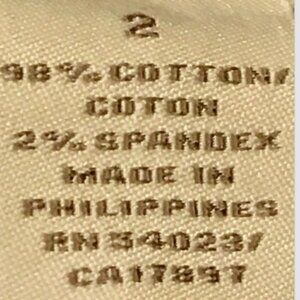 2
98% COTTON/
COTON
2% SPANDEX
MADE IN
PHILIPPINES
RN 54023/
CA17897